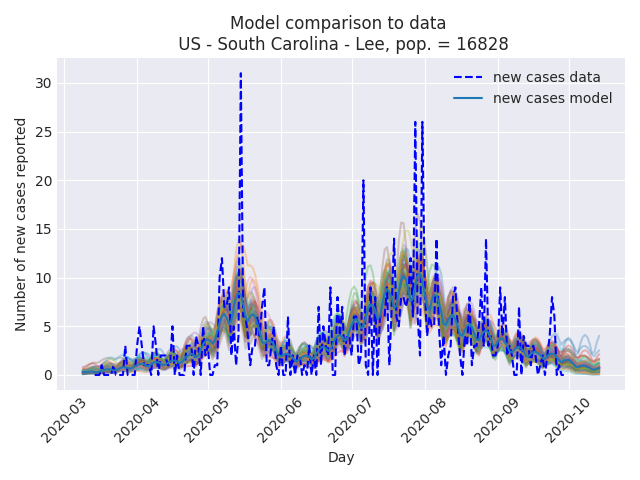 Model comparison to data
US - South Carolina - Lee, pop. = 16828
new cases data
new cases model
Number of new cases reported
30
25
20
15
10
5
0
2020-03
2020-04
2020-05
2020-06
2020-07
2020-08
2020-09
2020-10
Day